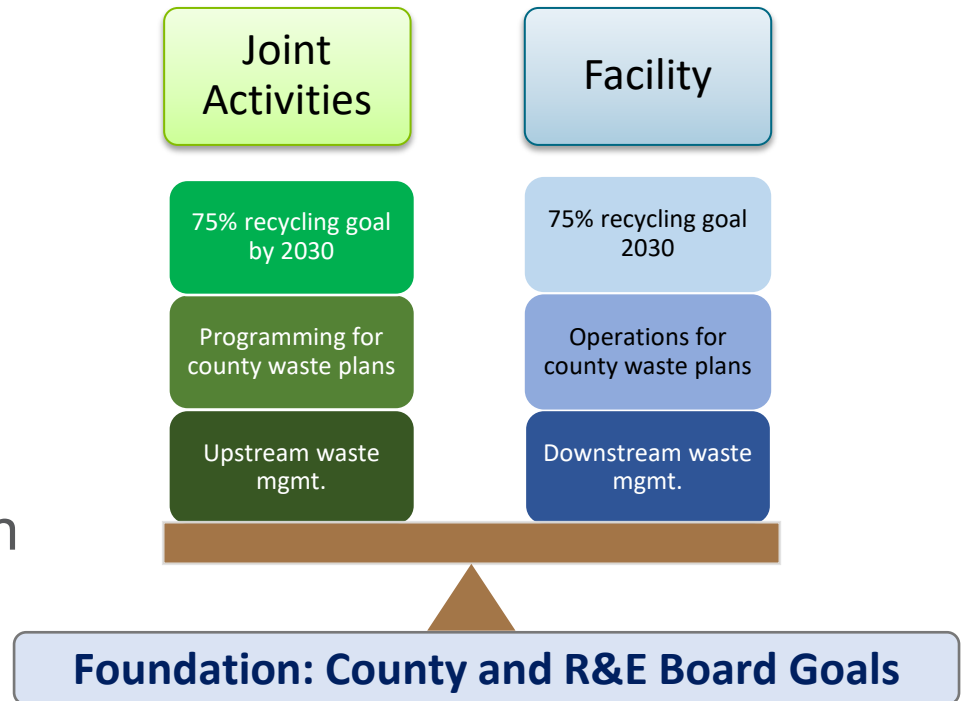 Joint
Activities
Facility
75% recycling goal
by 2030
75% recycling goal
2030
Programming for
county waste plans
Operations for
county waste plans
Upstream waste
mgmt.
Downstream waste
mgmt.
Foundation: County and R&E Board Goals